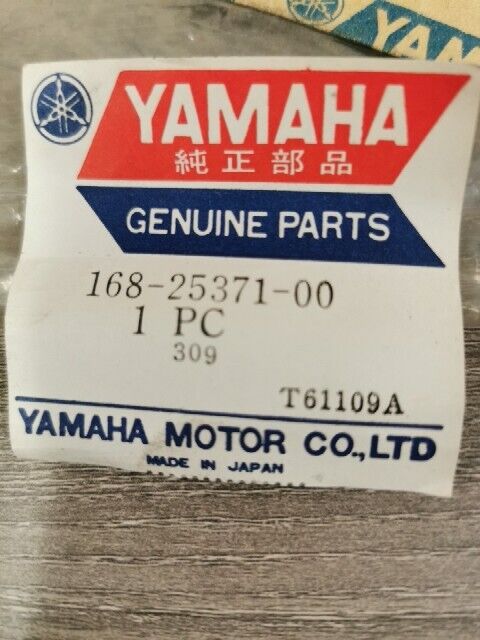 YAMAHA
YAMAHA
純正部品
GENUINE PARTS
168-25371-00
1 PC
309
T61109A
YAMAHA MOTOR CO.,LTD
MADE IN JAPAN